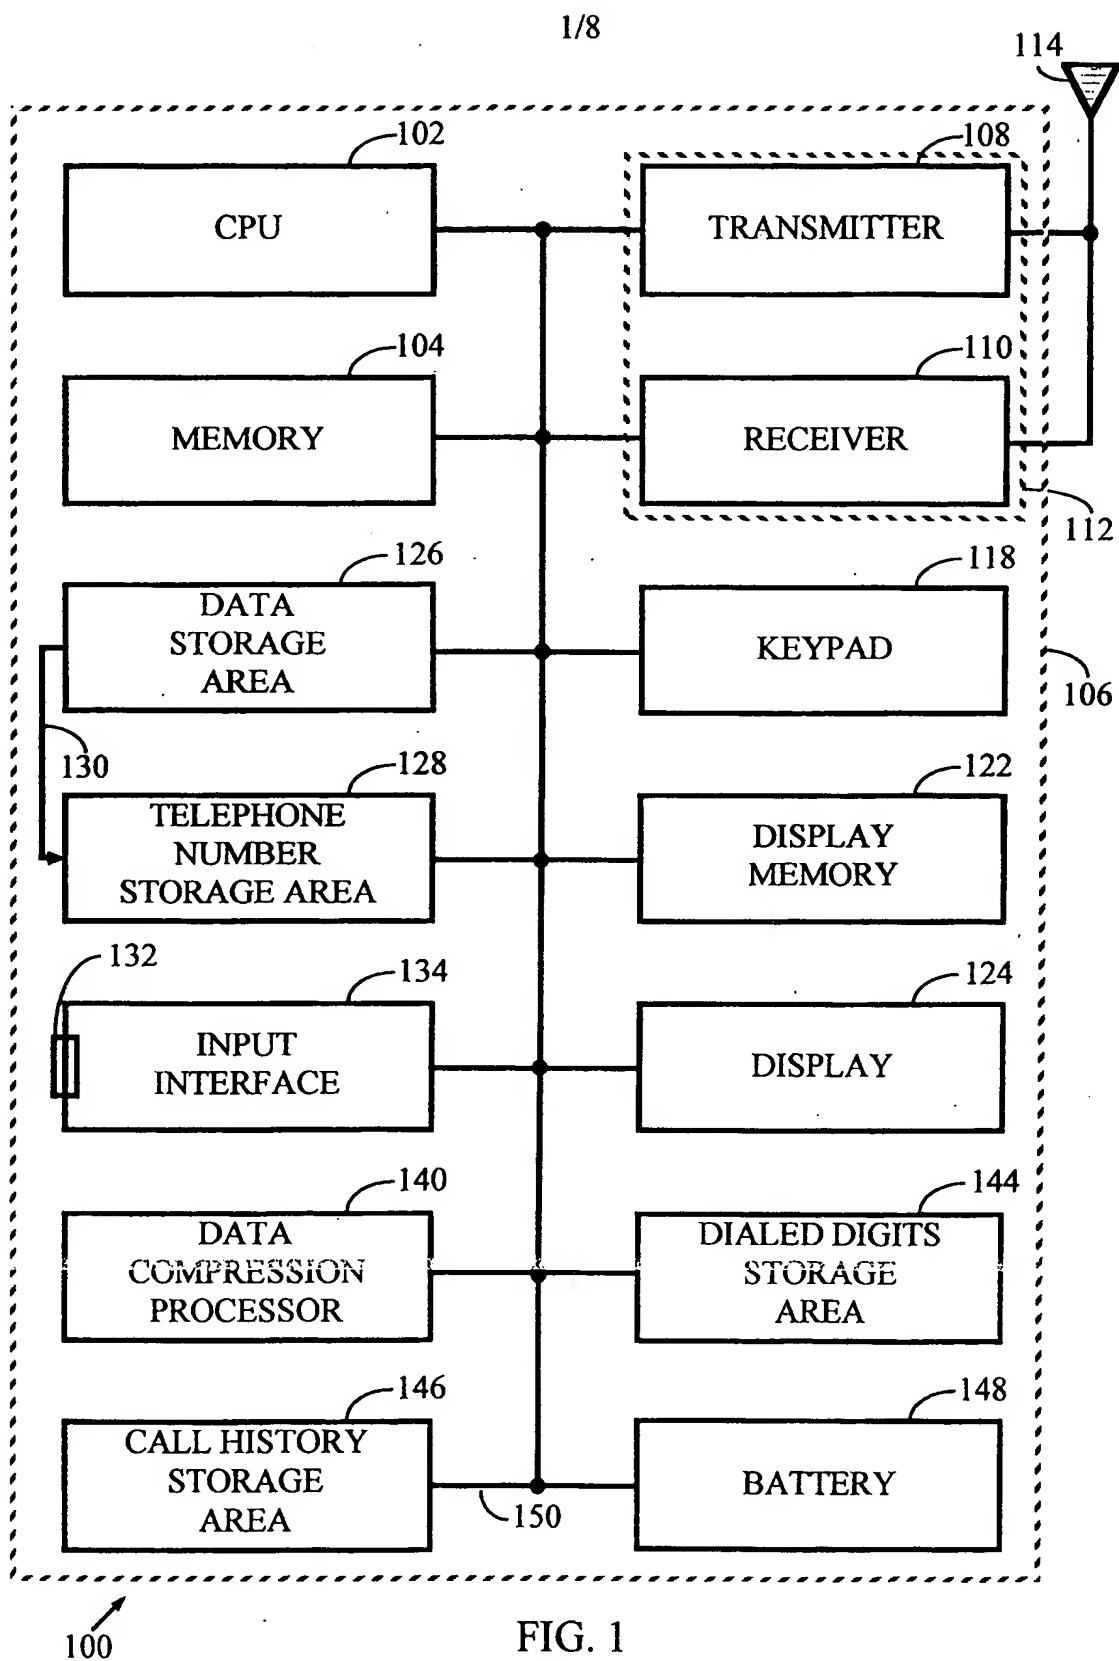 1/8
114
102
108
CPU
TRANSMITTER
104
110
MEMORY
RECEIVER
112
126
118
DATA
STORAGE
AREA
KEYPAD
106
130
128
122
TELEPHONE
NUMBER
STORAGE AREA
DISPLAY
MEMORY
132
134
124
INPUT
INTERFACE
DISPLAY
140
144
DATA
COMPRESSION
PROCESSOR
DIALED DIGITS
STORAGE
AREA
146
148
CALL HISTORY
STORAGE
AREA
BATTERY
150
100
FIG. 1